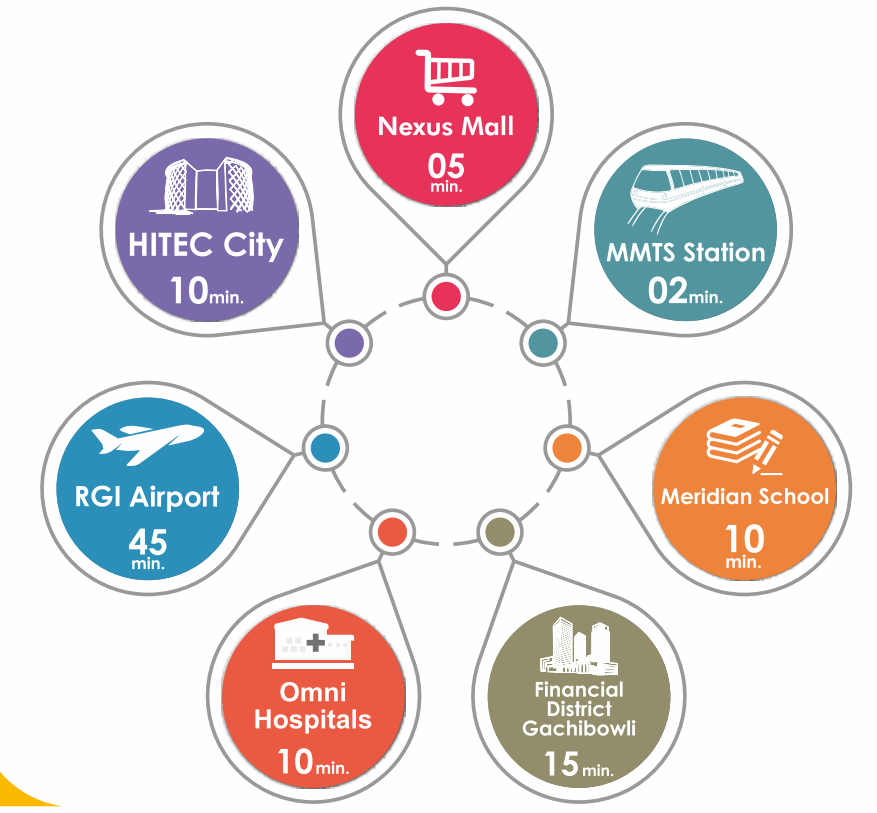 Nexus Mall
05
min.
HITEC City
10min.
MMTS Station
02min.
RGI Airport
45
min.
Meridian School
10
min.
Omni
Hospitals
10min.
Financial
District
Gachibowli
15min.